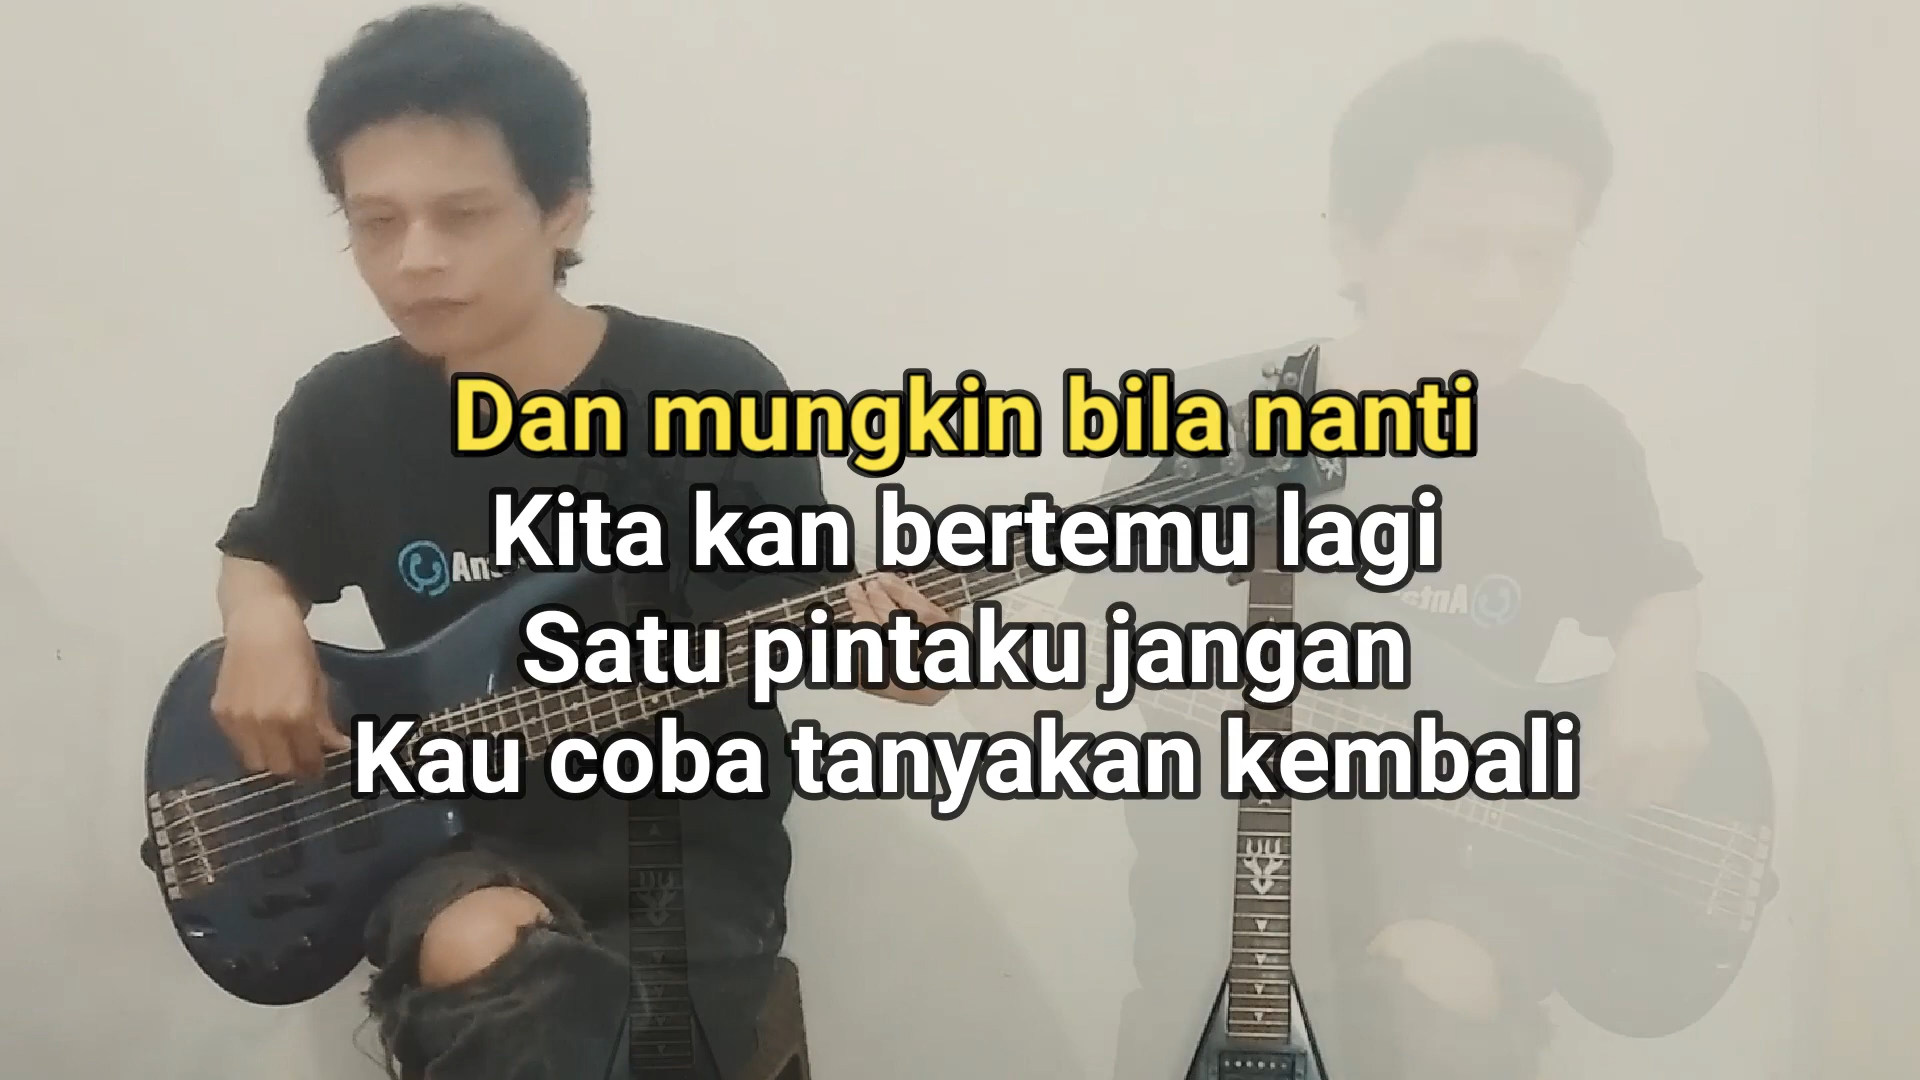 Dan mungkin bila nanti
Kita kan bertemu lagi
Satu pintaku jangan
Kau coba tanyakan kembali